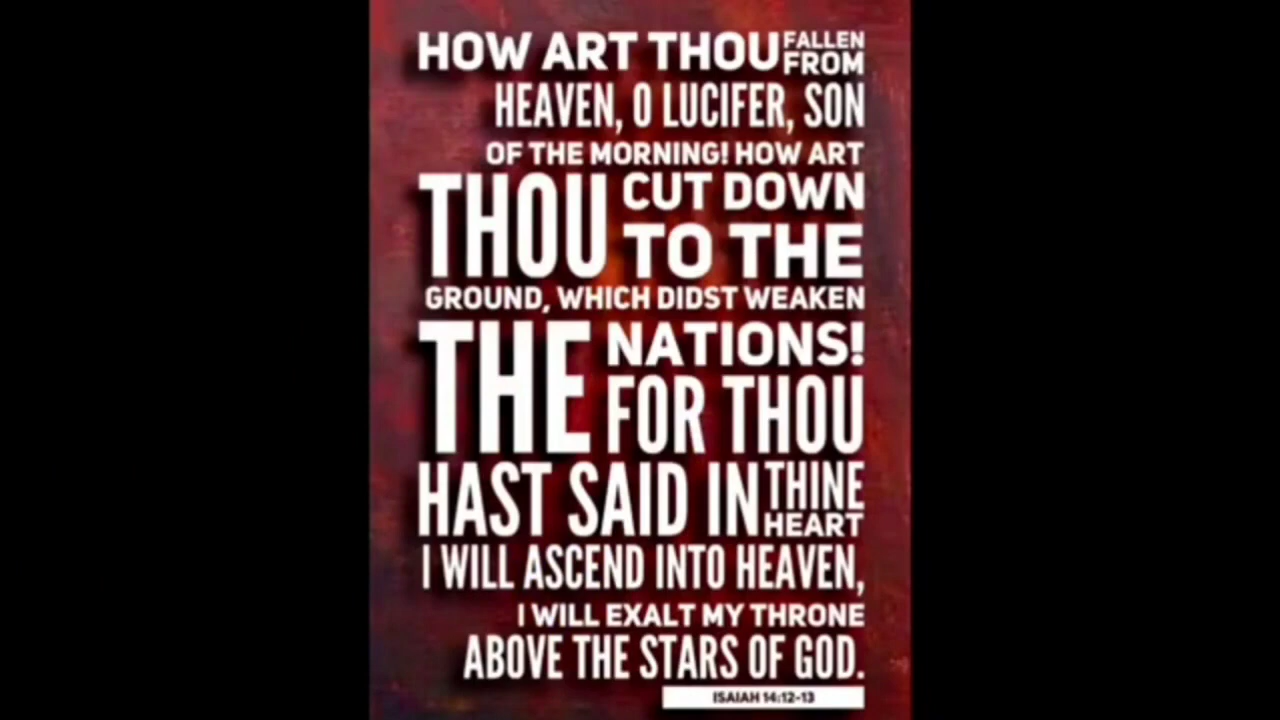 HOW ART THOU FALLEN FROM
HEAVEN, O LUCIFER, SON
OF THE MORNING! HOW ART
THOU CUT DOWN
TO THE
GROUND, WHICH DIDST WEAKEN
THE NATIONS!
FOR THOU
HAST SAID IN THINE HEART
I WILL ASCEND INTO HEAVEN,
I WILL EXALT MY THRONE
ABOVE THE STARS OF GOD.
ISAIAH 14:12-13